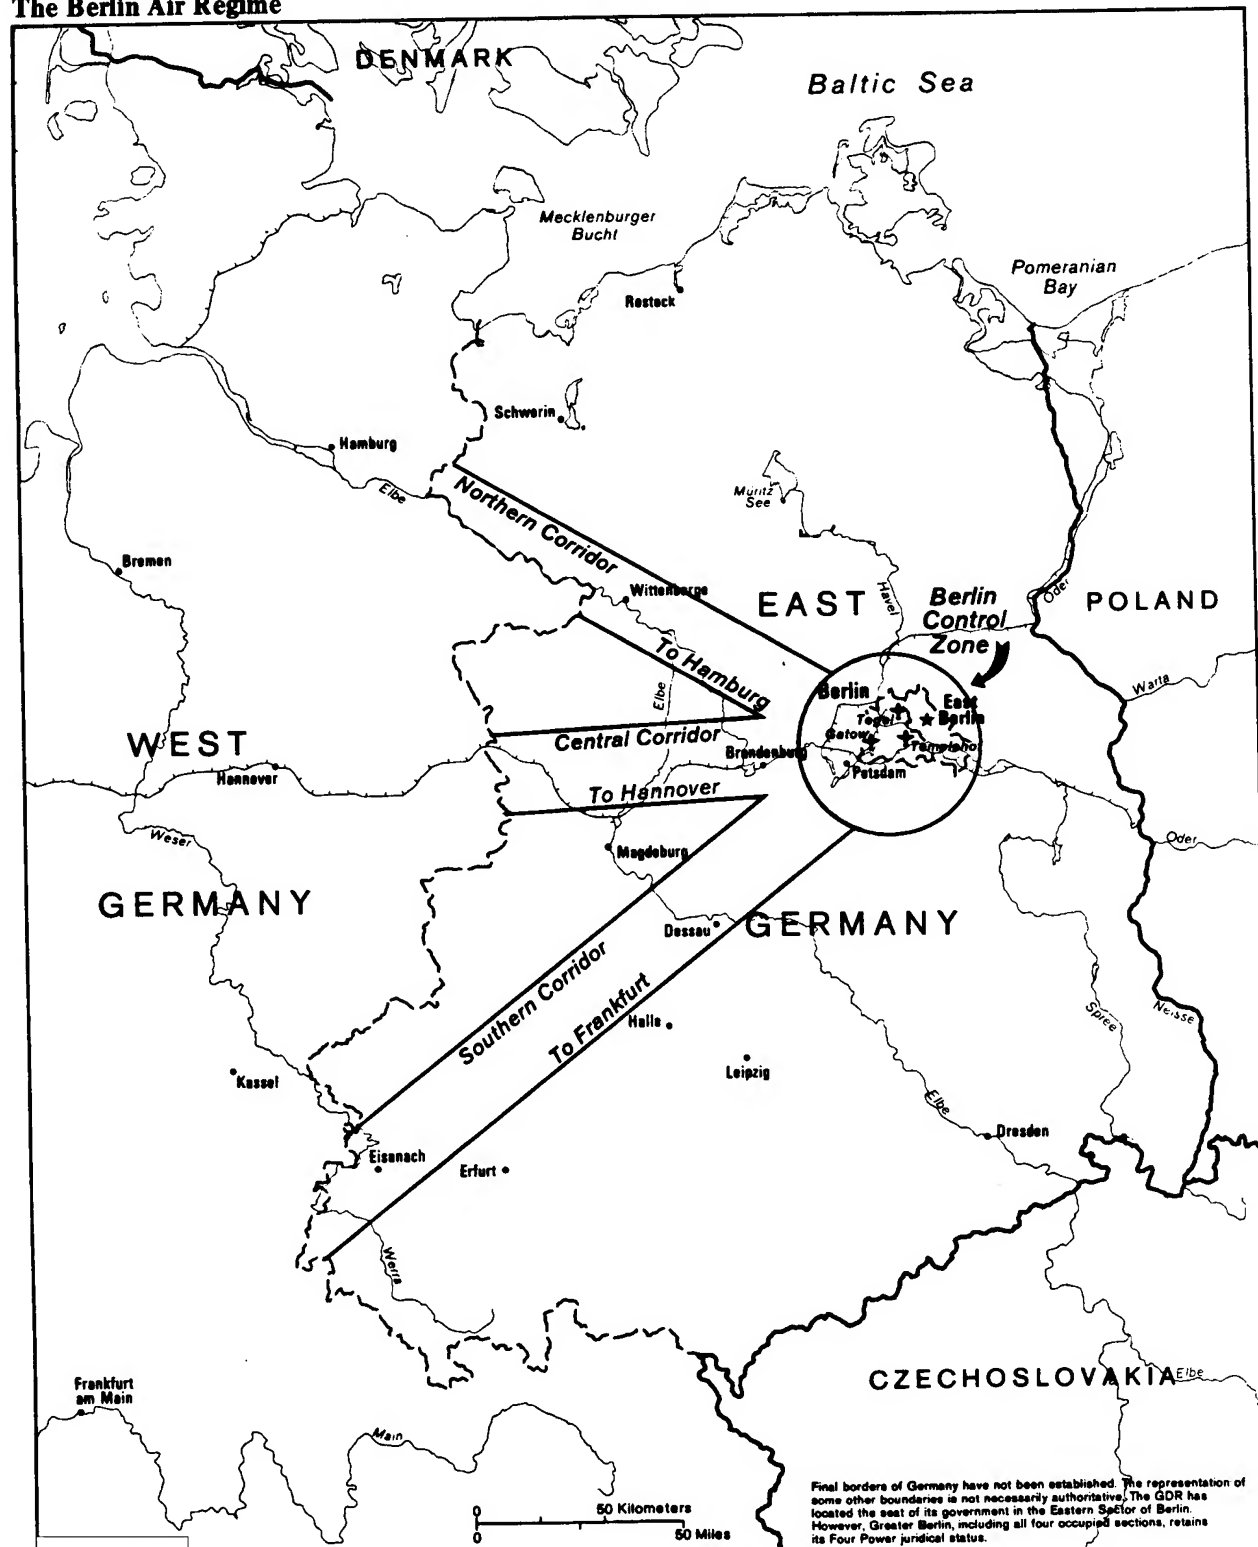 The Berlin Air Regime
DENMARK
Baltic Sea
Mecklenburger
Bucht
Pomeranian
Bay
Rostock
Schwerin
Hamburg
Elbe
Northern Corridor
Müritz
See
Bremen
Wittenberge
EAST
Havel
Berlin
Control
Zone
Oder
POLAND
To Hamburg
Elbe
Warta
Berlin
East
Berlin
Tegel
Gatow
Tempelho
Potsdam
WEST
Central Corridor
Brandenburg
Hannover
To Hannover
Weser
Magdeburg
Oder
GERMANY
Dessau
GERMANY
Southern Corridor
To Frankfurt
Halle
Spree
Neisse
Kassel
Leipzig
Elbe
Dresden
Eisenach
Erfurt
Werra
Frankfurt
am Main
CZECHOSLOVAKIA
Elbe
Main
0 50 Kilometers
0 50 Miles
Final borders of Germany have not been established. The representation of
some other boundaries is not necessarily authoritative. The GDR has
located the seat of its government in the Eastern Sector of Berlin.
However, Greater Berlin, including all four occupied sections, retains
its Four Power juridical status.